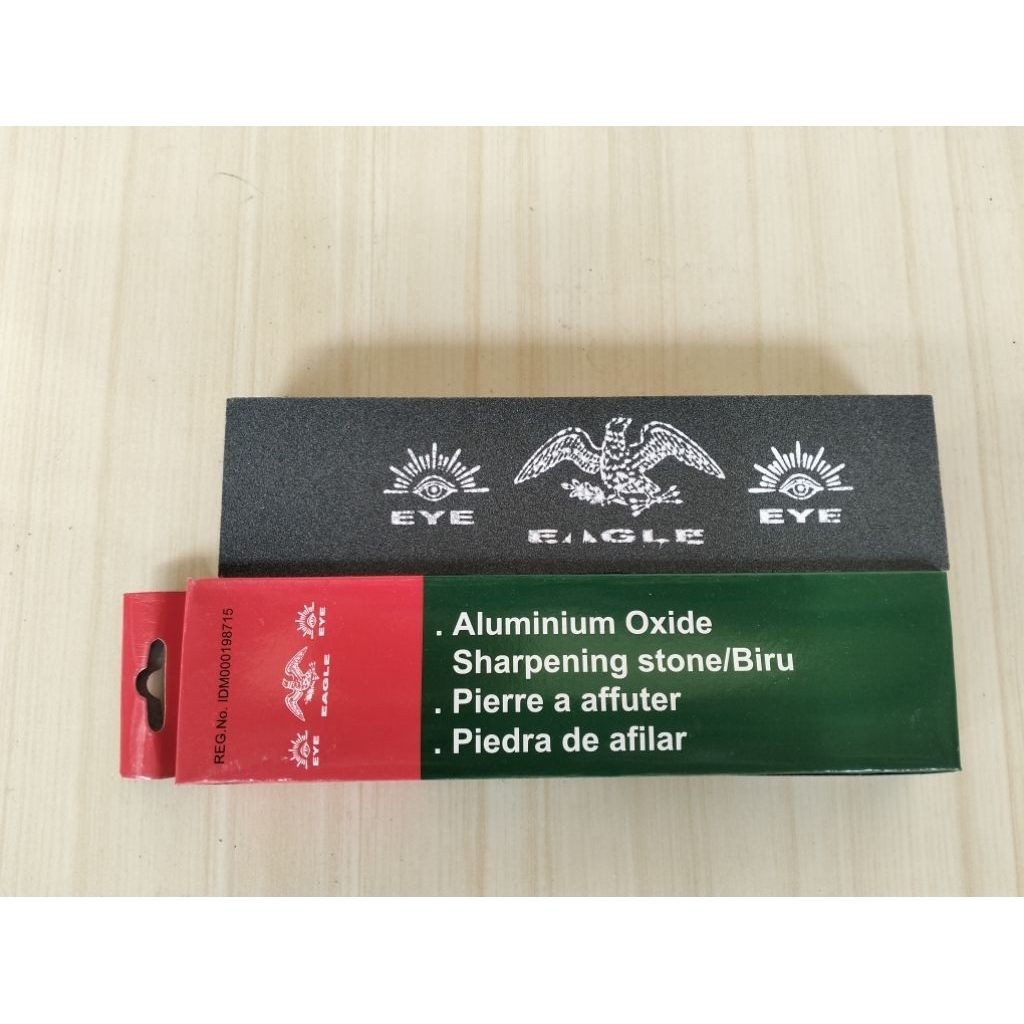 EYE
EAGLE
EYE
REG.No. IDM000198715
EYE
EAGLE
EYE
. Aluminium Oxide
Sharpening stone/Biru
. Pierre a affuter
. Piedra de afilar